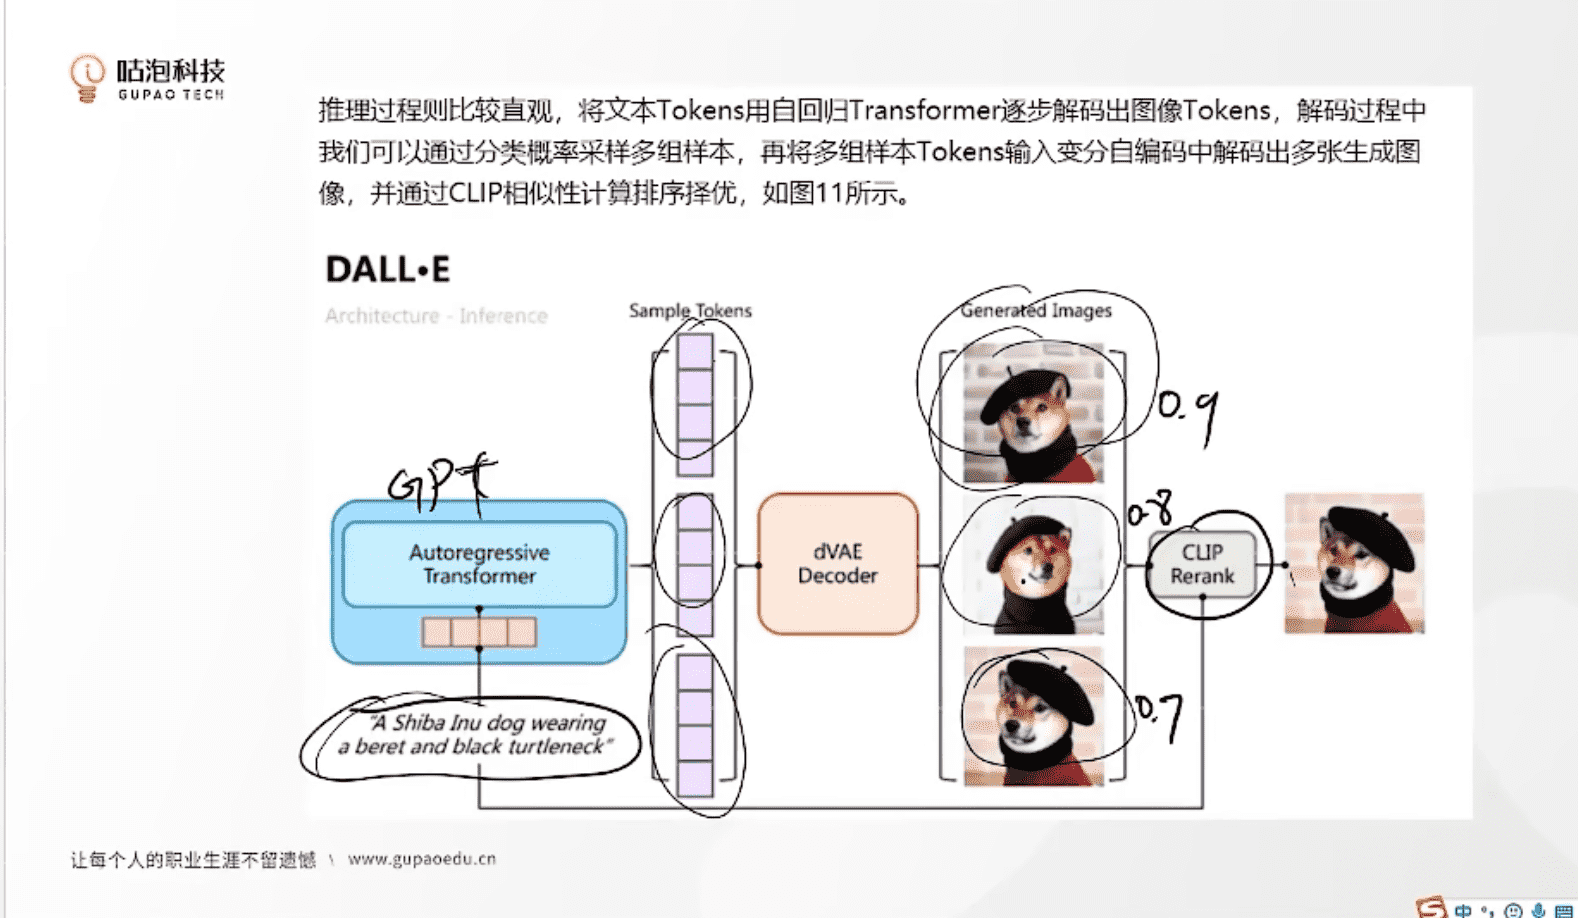 咕泡科技
GUPAO TECH
推理过程则比较直观，将文本Tokens用自回归Transformer逐步解码出图像Tokens，解码过程中
我们可以通过分类概率采样多组样本，再将多组样本Tokens输入变分自编码中解码出多张生成图
像，并通过CLIP相似性计算排序择优，如图11所示。
DALL•E
Architecture - Inference
Sample Tokens
Generated Images
0.9
GPT
0.8
Autoregressive
Transformer
dVAE
Decoder
CLIP
Rerank
0.7
"A Shiba Inu dog wearing
a beret and black turtleneck"
让每个人的职业生涯不留遗憾 \ www.gupaoedu.cn
中